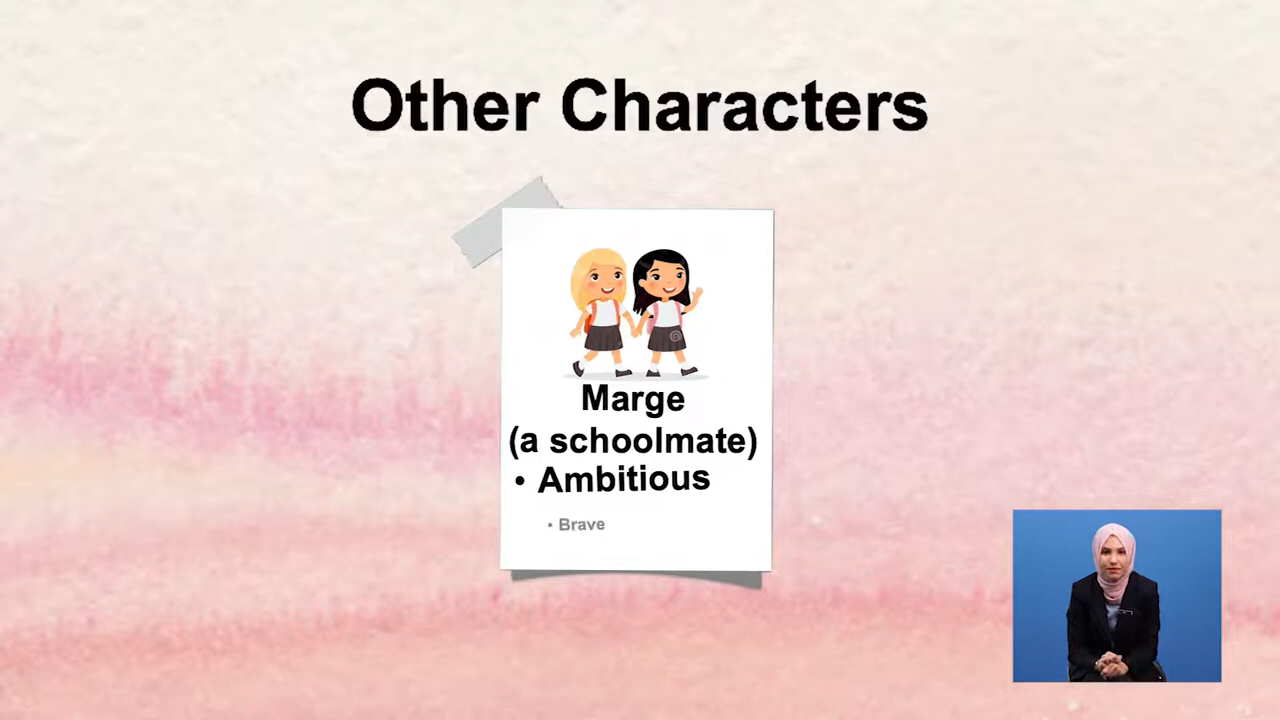 Other Characters
Marge
(a schoolmate)
• Ambitious
• Brave